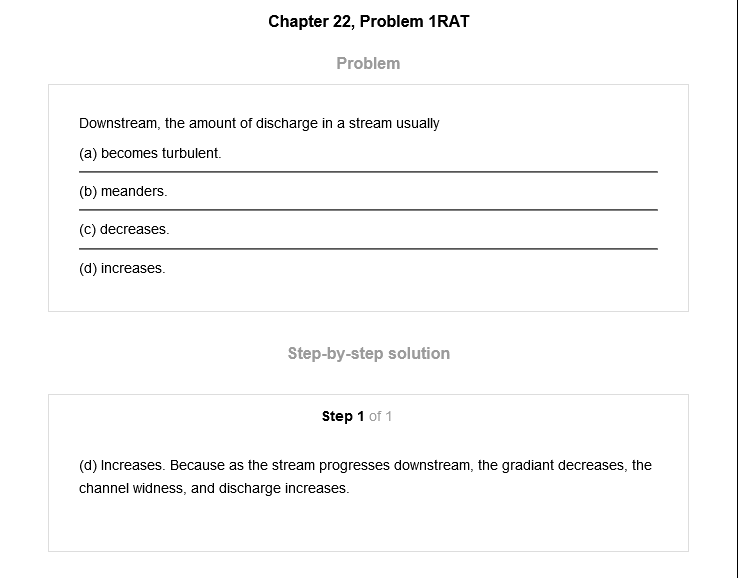 Chapter 22, Problem 1RAT
Problem
Downstream, the amount of discharge in a stream usually
(a) becomes turbulent.
(b) meanders.
(c) decreases.
(d) increases.
Step-by-step solution
Step 1 of 1
(d) Increases. Because as the stream progresses downstream, the gradiant decreases, the
channel widness, and discharge increases.